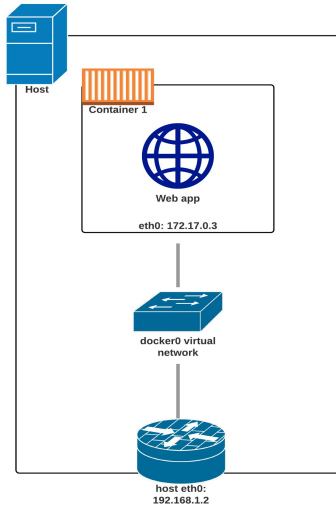 Host
Container 1
Web app
eth0: 172.17.0.3
docker0 virtual
network
host eth0:
192.168.1.2